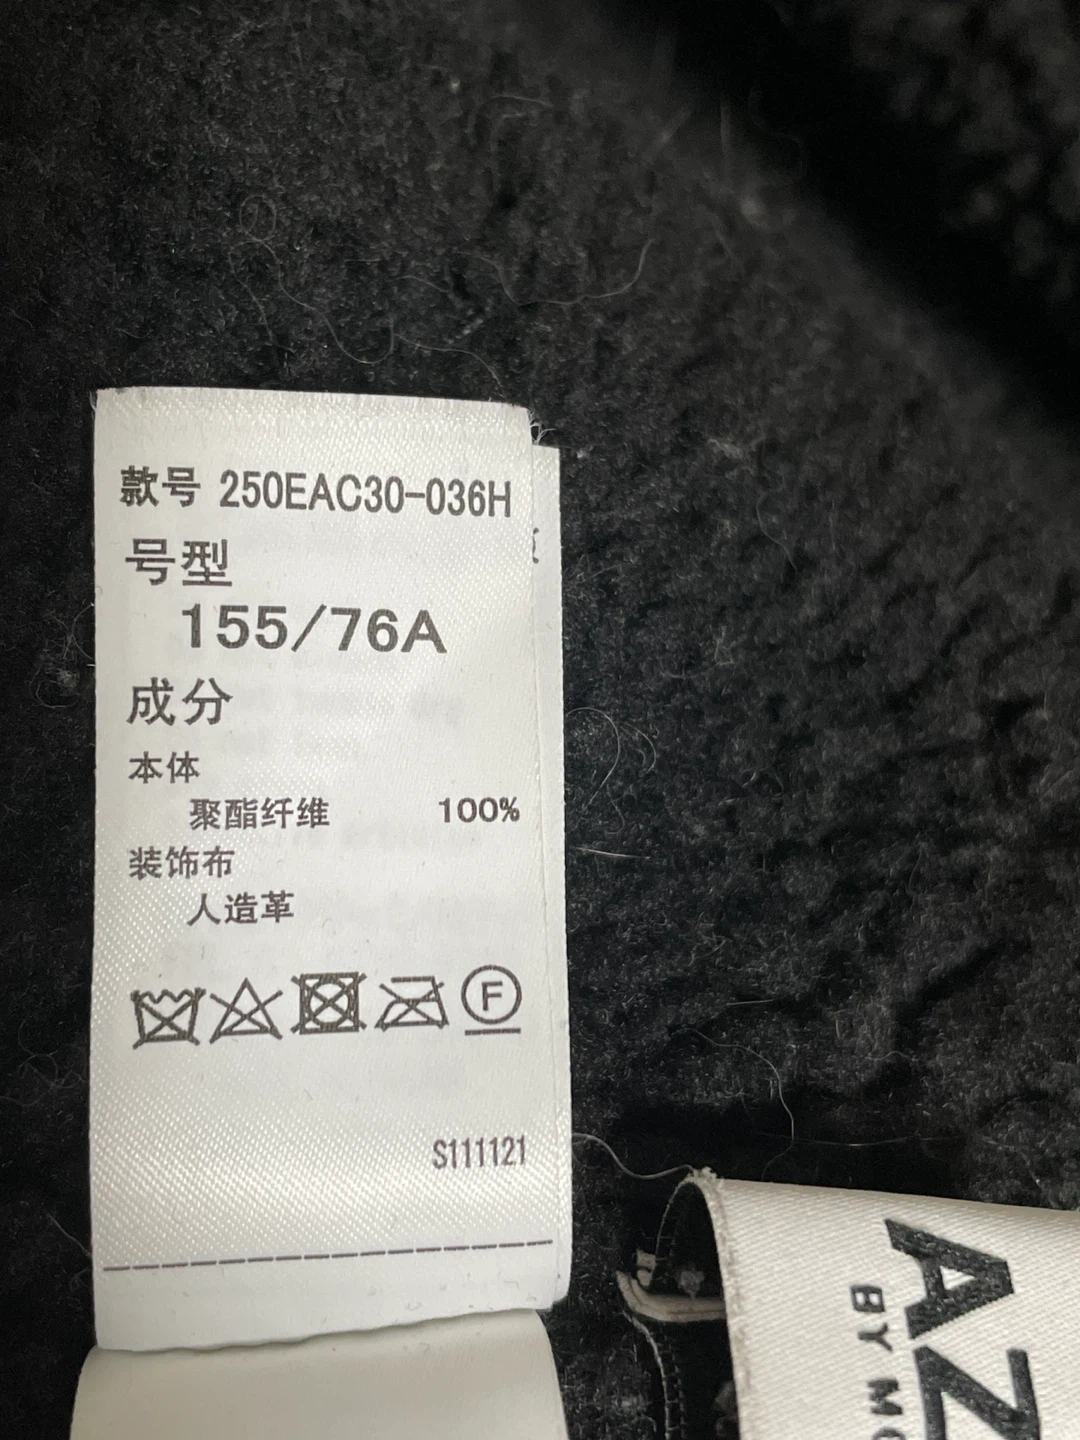 款号 250EAC30-036H
号型
155/76A
成分
本体
聚酯纤维 100%
装饰布
人造革
F
S111121
AZ
BY MO